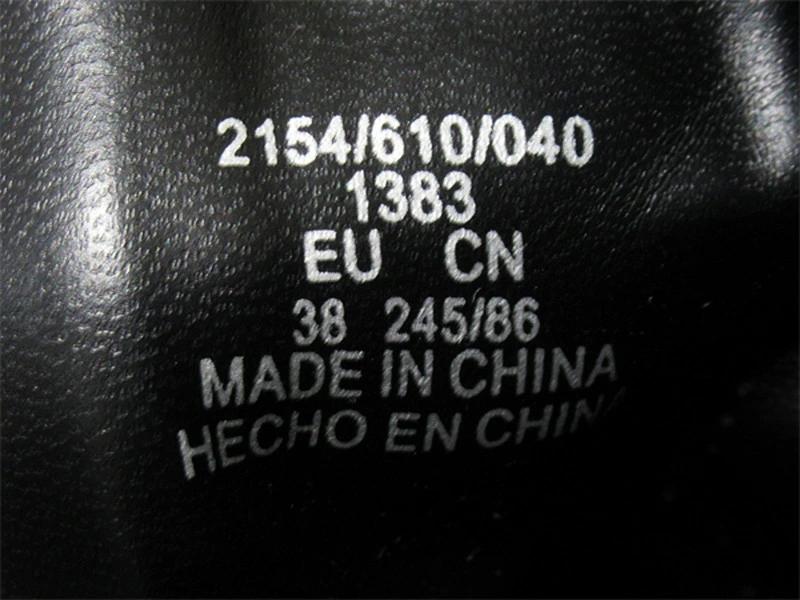 2154/610/040
1383
EU CN
38 245/86
MADE IN CHINA
HECHO EN CHINA